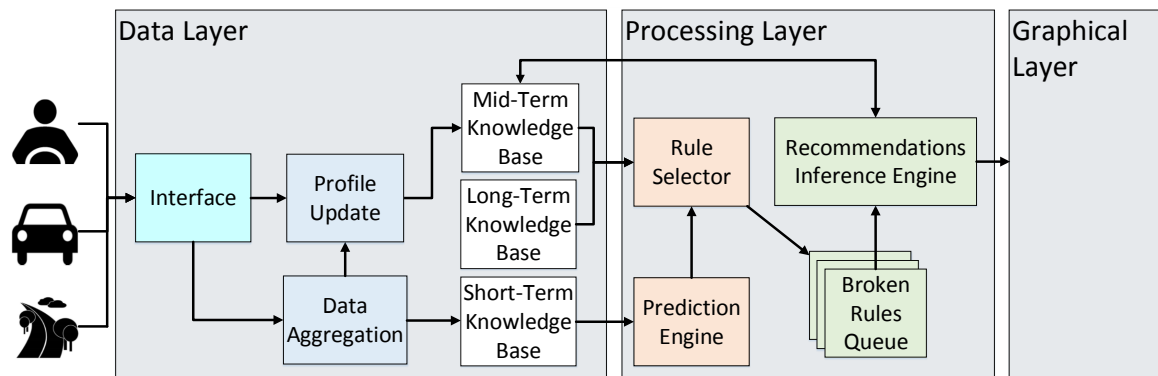 Data Layer
Processing Layer
Graphical
Layer
Mid-Term
Knowledge
Base
Interface
Profile
Update
Long-Term
Knowledge
Base
Rule
Selector
Recommendations
Inference Engine
Data
Aggregation
Short-Term
Knowledge
Base
Prediction
Engine
Broken
Rules
Queue